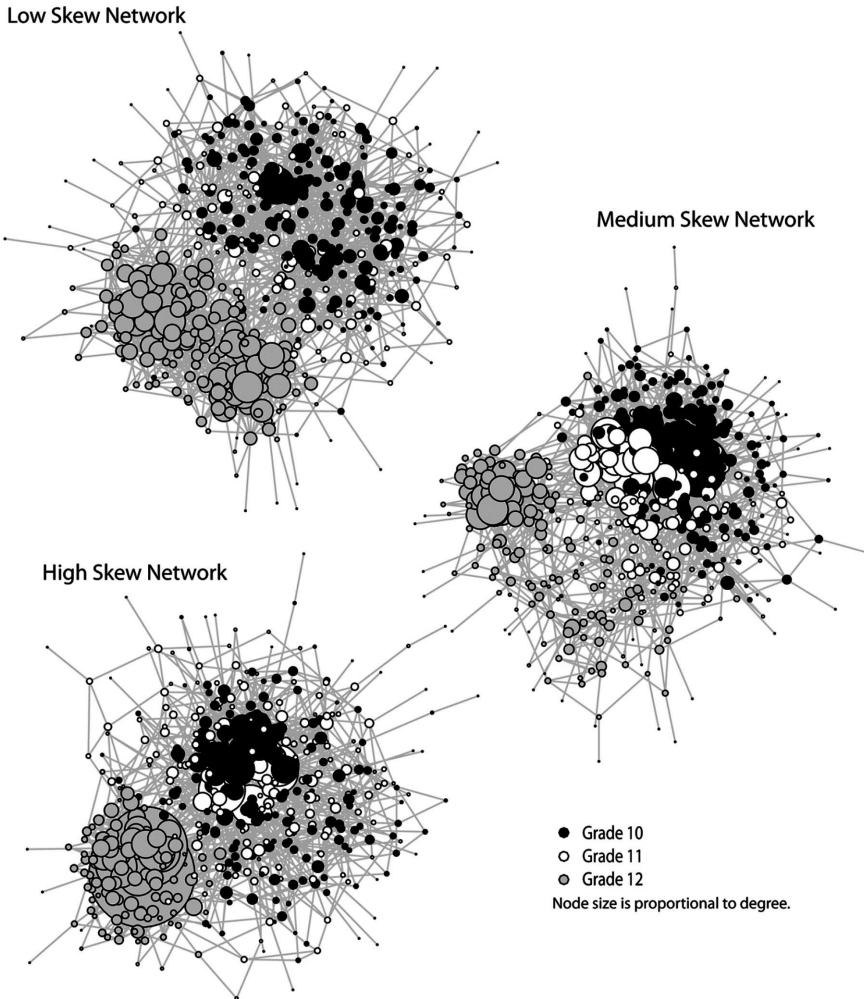 Low Skew Network
Medium Skew Network
High Skew Network
Grade 10
Grade 11
Grade 12
Node size is proportional to degree.